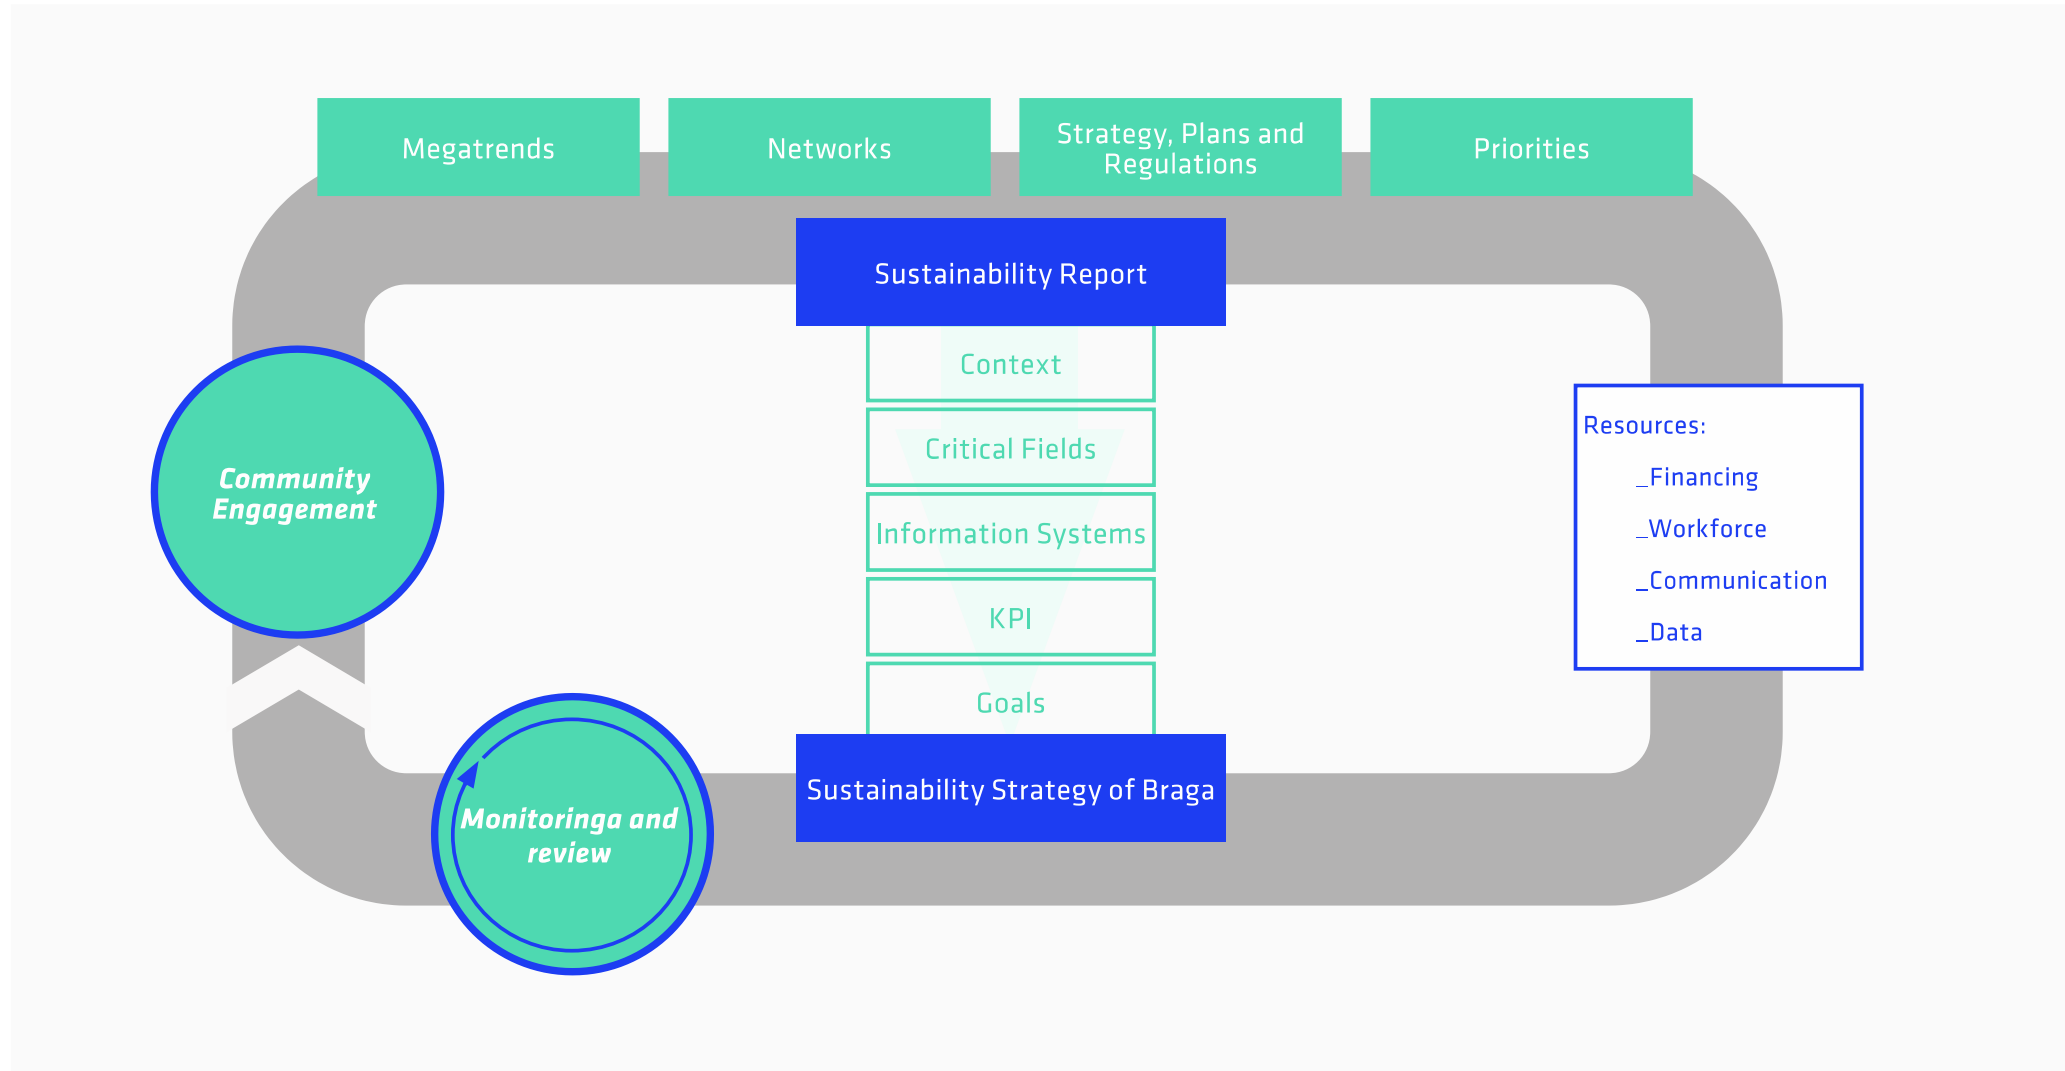 Megatrends
Networks
Strategy, Plans and
Regulations
Priorities
Sustainability Report
Context
Critical Fields
Information Systems
KPI
Goals
Sustainability Strategy of Braga
Community
Engagement
Monitoringa and
review
Resources:
_Financing
_Workforce
_Communication
_Data